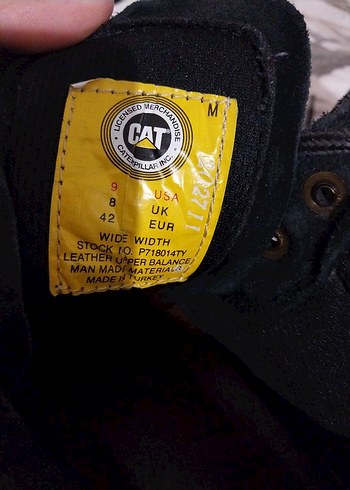 M
LICENSED MERCHANDISE
CAT
CATERPILLAR INC.
9 USA
8 UK
42 EUR
WIDE WIDTH
STOCK NO. P718014TY
LEATHER UPPER BALANCE
MAN MADE MATERIALS
MADE IN TURKEY